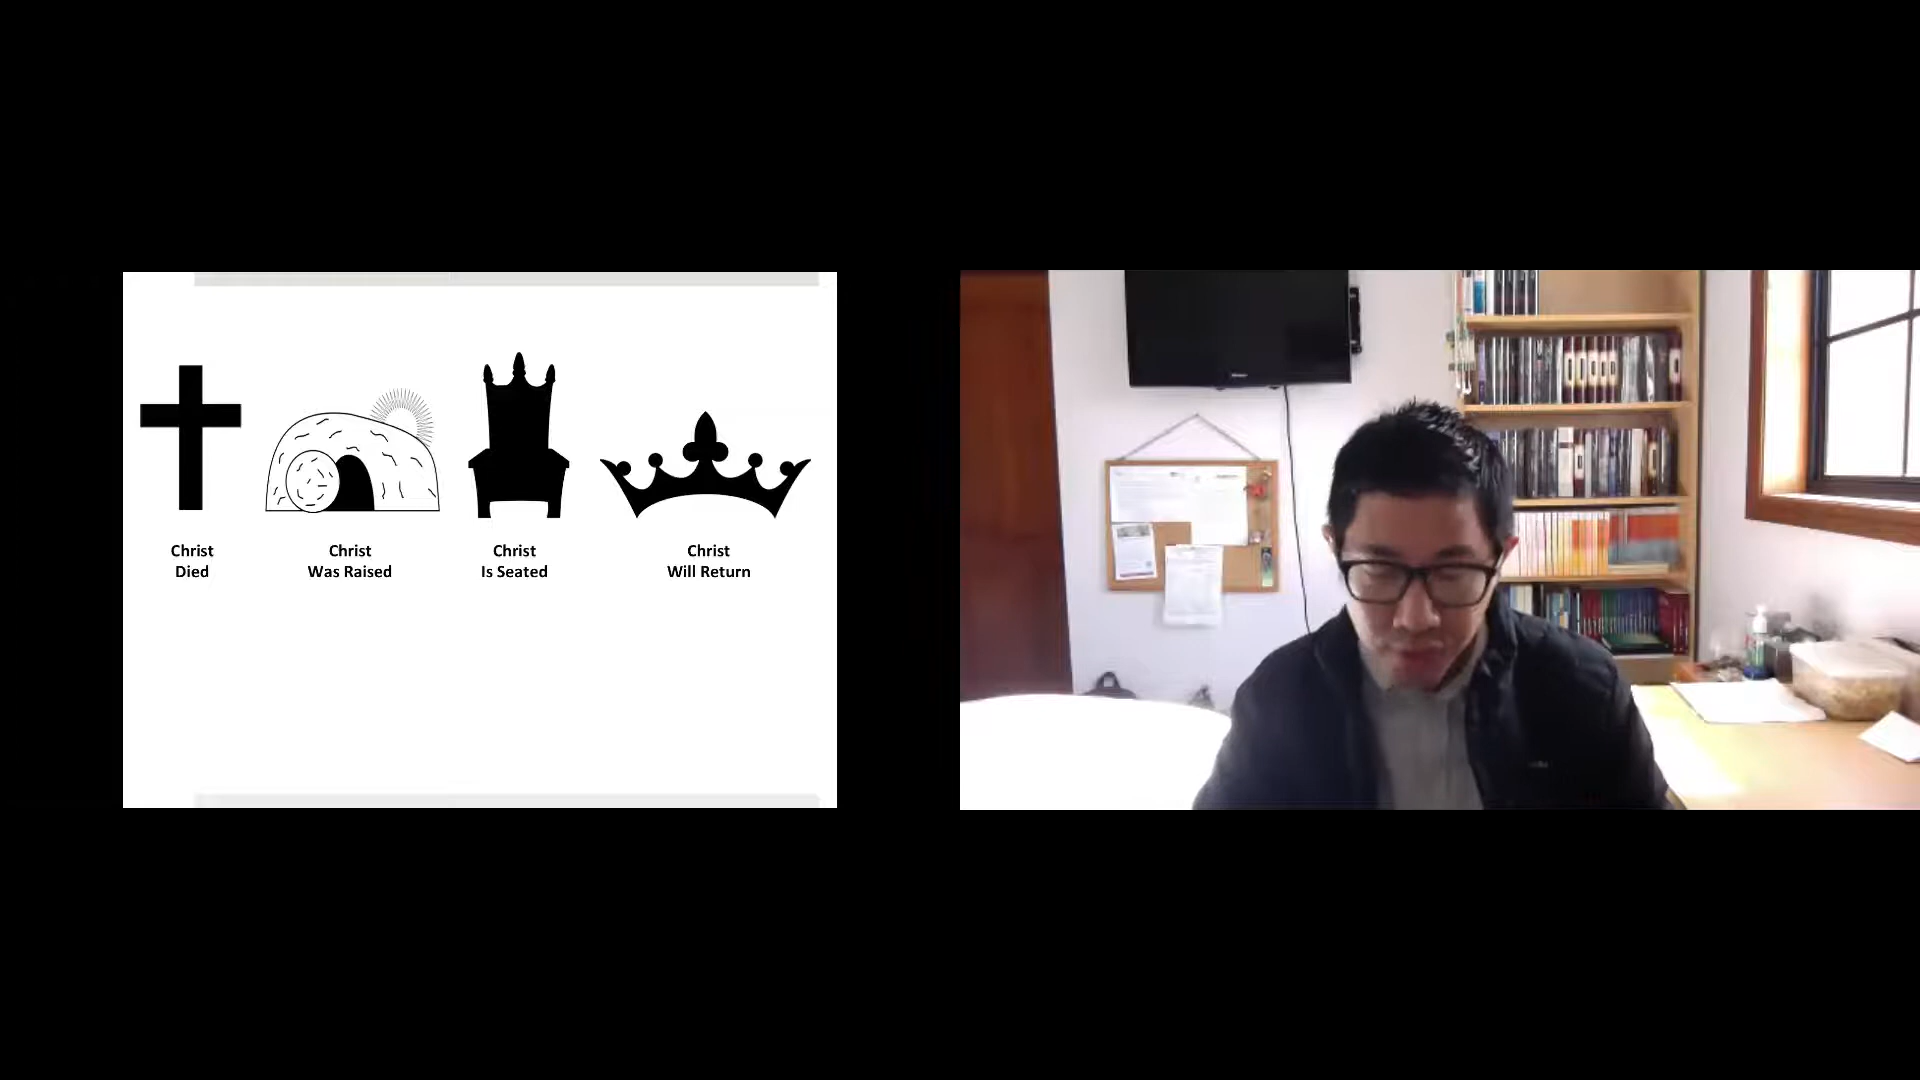 Christ
Died
Christ
Was Raised
Christ
Is Seated
Christ
Will Return